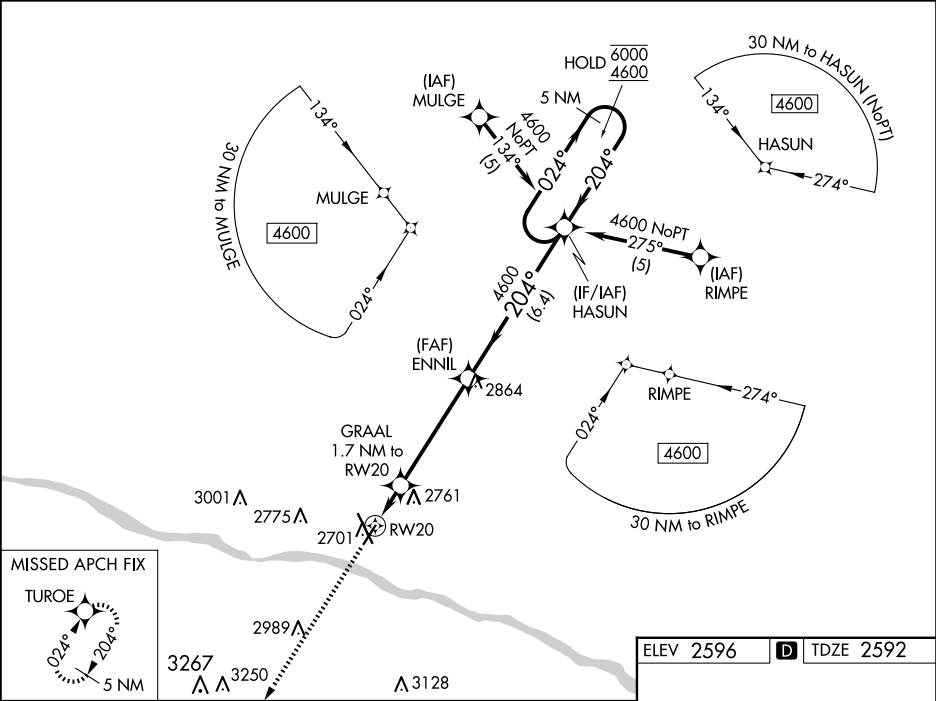 HOLD 6000
4600
5 NM
(IAF)
MULGE
4600
NoPT
134°
(5)
024°
204°
30 NM to HASUN (NoPT)
4600
134°
HASUN
274°
134°
30 NM to MULGE
MULGE
4600
024°
4600 NoPT
275°
(5)
(IAF)
RIMPE
(IF/IAF)
HASUN
4600
204°
(6.4)
(FAF)
ENNIL
2864
RIMPE
274°
024°
4600
30 NM to RIMPE
GRAAL
1.7 NM to
RW20
2761
3001
2775
2701
RW20
MISSED APCH FIX
TUROE
024°
204°
5 NM
2989
3267
3250
3128
ELEV 2596
D
TDZE 2592